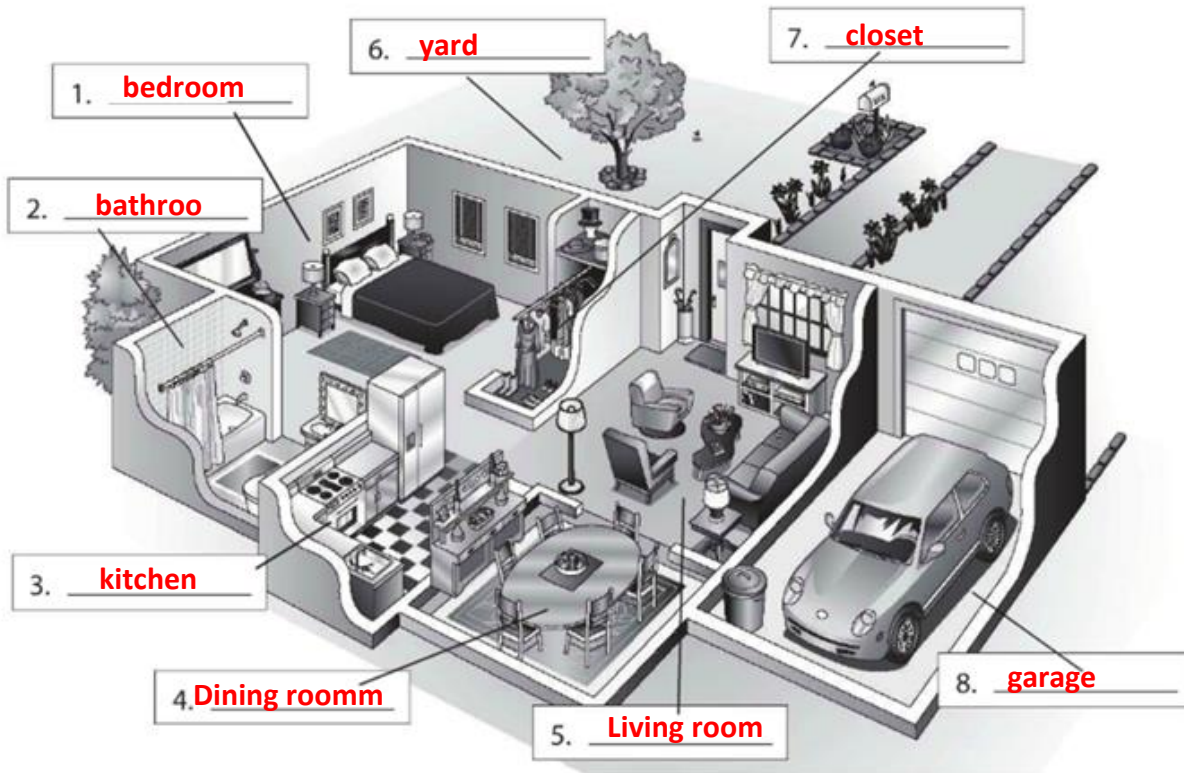 1. bedroom
2. bathroo
3. kitchen
4. Dining roomm
5. Living room
6. yard
7. closet
8. garage